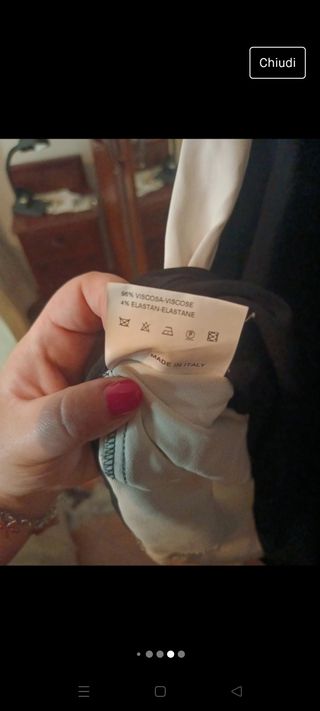 Chiudi
96% VISCOSA-VISCOSE
4% ELASTAN-ELASTANE
MADE IN ITALY